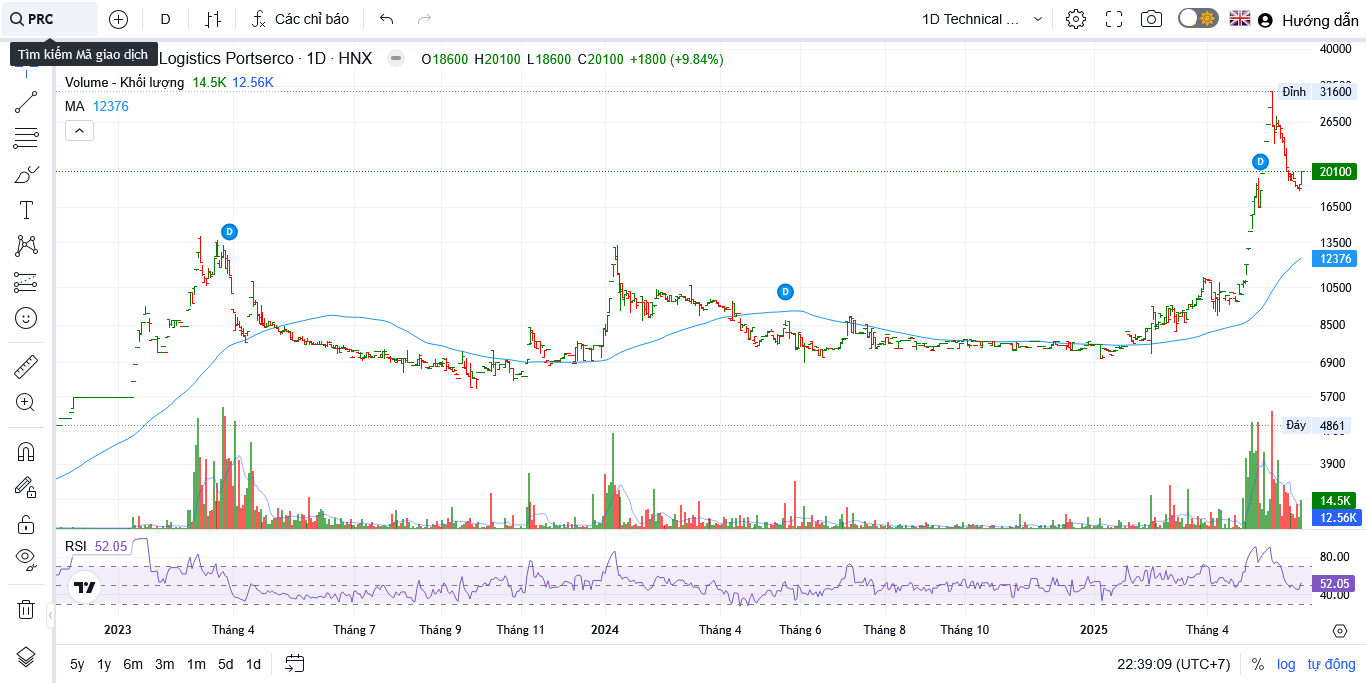 PRC
D
Các chỉ báo
1D Technical ...
Hướng dẫn
Tìm kiếm Mã giao dịch
Logistics Portserco · 1D · HNX
O18600 H20100 L18600 C20100 +1800 (+9.84%)
Volume - Khối lượng 14.5K 12.56K
MA 12376
40000
Đỉnh 31600
26500
D
20100
16500
D
13500
12376
D
10500
8500
6900
5700
Đáy 4861
3900
14.5K
12.56K
RSI 52.05
80.00
52.05
40.00
2023 Tháng 4 Tháng 7 Tháng 9 Tháng 11 2024 Tháng 4 Tháng 6 Tháng 8 Tháng 10 2025 Tháng 4
5y 1y 6m 3m 1m 5d 1d
22:39:09 (UTC+7) % log tự động